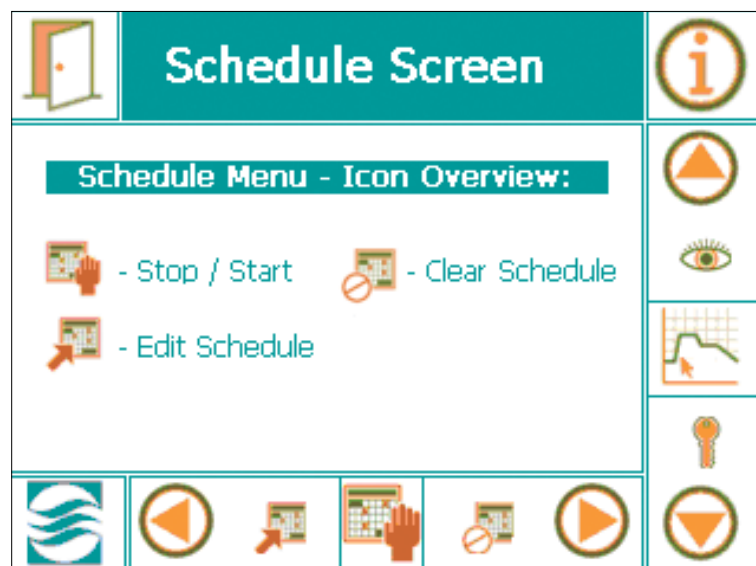 Schedule Screen
Schedule Menu - Icon Overview:
- Stop / Start
- Clear Schedule
- Edit Schedule